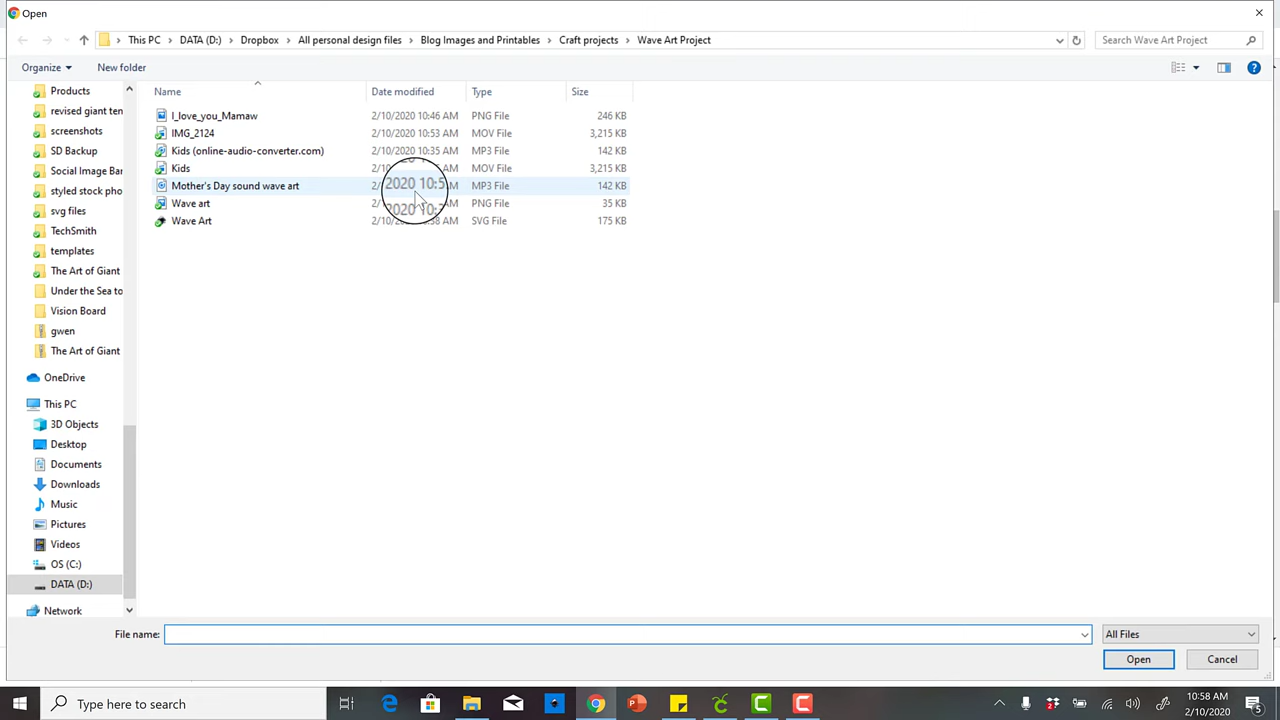 Open
This PC > DATA (D:) > Dropbox > All personal design files > Blog Images and Printables > Craft projects > Wave Art Project
Search Wave Art Project
Organize
New folder
Name Date modified Type Size
I_love_you_Mamaw 2/10/2020 10:46 AM PNG File 246 KB
IMG_2124 2/10/2020 10:53 AM MOV File 3,215 KB
Kids (online-audio-converter.com) 2/10/2020 10:35 AM MP3 File 142 KB
Kids MOV File 3,215 KB
Mother's Day sound wave art MP3 File 142 KB
Wave art PNG File 35 KB
Wave Art SVG File 175 KB
2020 10:5
Products
revised giant ten
screenshots
SD Backup
Social Image Bar
styled stock pho
svg files
TechSmith
templates
The Art of Giant
Under the Sea to
Vision Board
gwen
The Art of Giant
OneDrive
This PC
3D Objects
Desktop
Documents
Downloads
Music
Pictures
Videos
OS (C:)
DATA (D:)
Network
File name:
All Files
Open Cancel
Type here to search
10:58 AM
2/10/2020
3